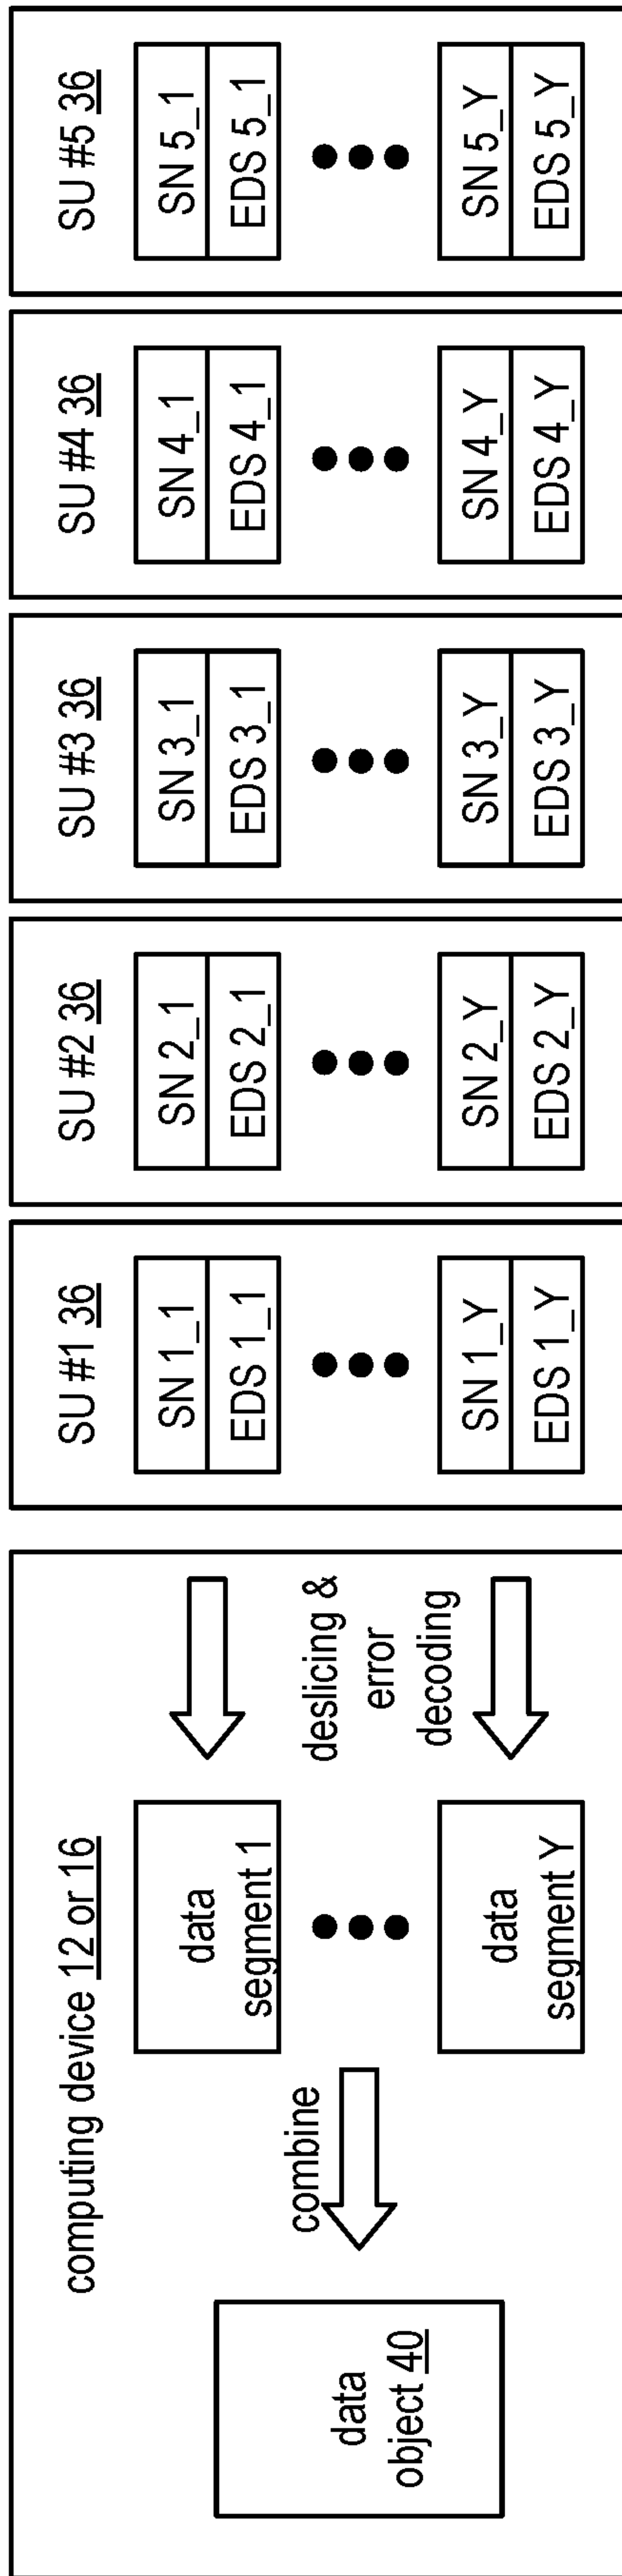 computing device 12 or 16
data
object 40
combine
data
segment 1
data
segment Y
deslicing &
error
decoding
SU #1 36
SN 1_1
EDS 1_1
SN 1_Y
EDS 1_Y
SU #2 36
SN 2_1
EDS 2_1
SN 2_Y
EDS 2_Y
SU #3 36
SN 3_1
EDS 3_1
SN 3_Y
EDS 3_Y
SU #4 36
SN 4_1
EDS 4_1
SN 4_Y
EDS 4_Y
SU #5 36
SN 5_1
EDS 5_1
SN 5_Y
EDS 5_Y